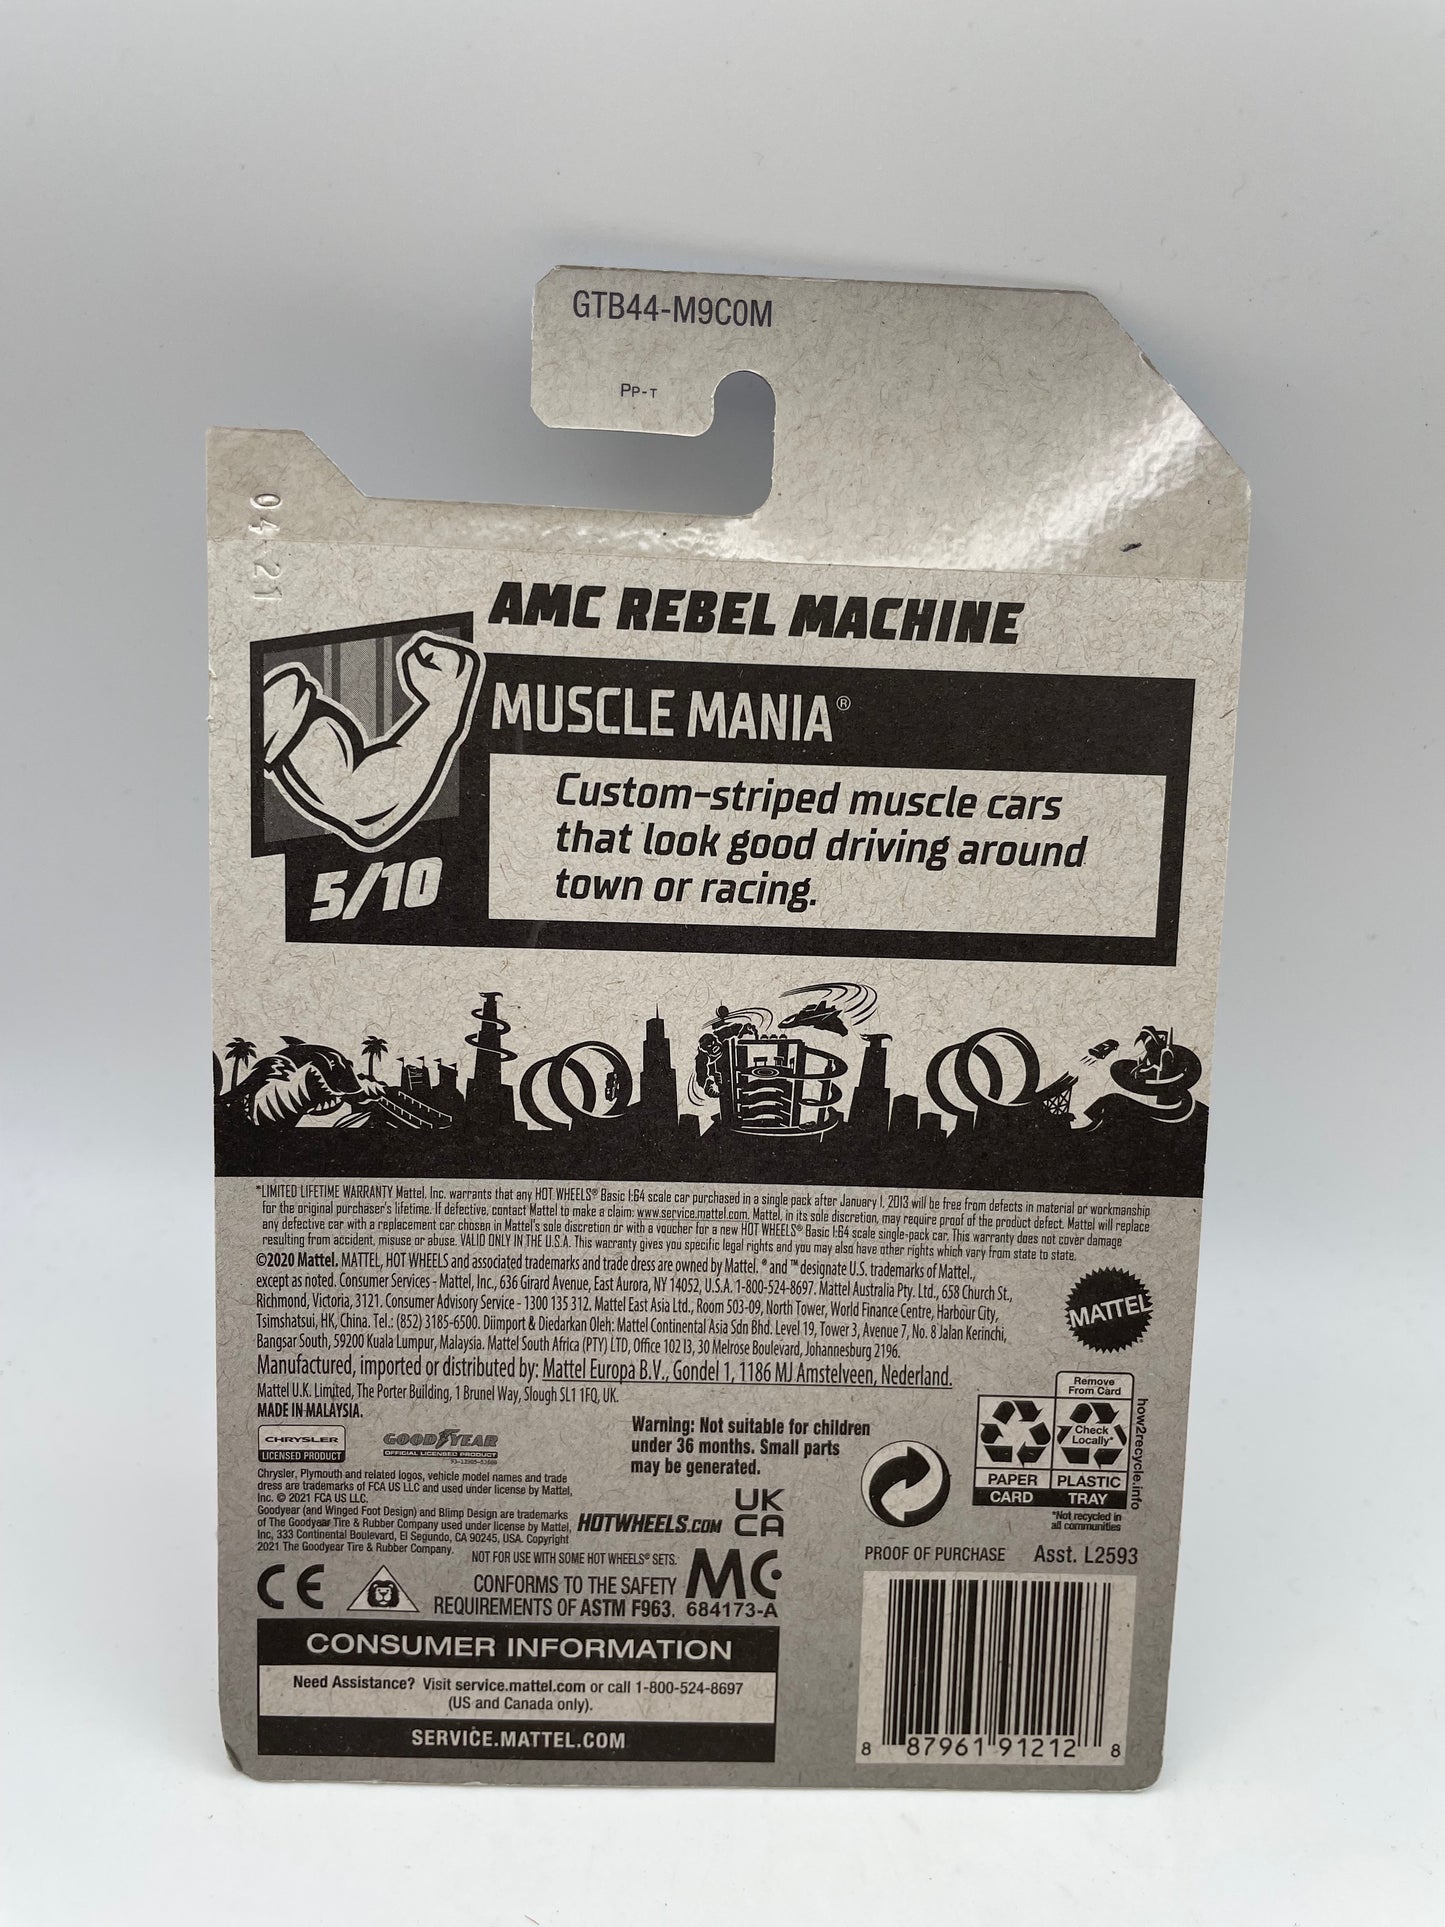 GTB44-M9C0M
PP-T
04 21
AMC REBEL MACHINE
MUSCLE MANIA®
Custom-striped muscle cars
that look good driving around
town or racing.
5/10
*LIMITED LIFETIME WARRANTY Mattel, Inc. warrants that any HOT WHEELS® Basic 1:64 scale car purchased in a single pack after January 1, 2013 will be free from defects in material or workmanship
for the original purchaser's lifetime. If defective, contact Mattel to make a claim: www.service.mattel.com. Mattel, in its sole discretion, may require proof of the product defect. Mattel will replace
any defective car with a replacement car chosen in Mattel's sole discretion or with a voucher for a new HOT WHEELS® Basic 1:64 scale single-pack car. This warranty does not cover damage
resulting from accident, misuse or abuse. VALID ONLY IN THE U.S.A. This warranty gives you specific legal rights and you may also have other rights which vary from state to state.
©2020 Mattel. MATTEL, HOT WHEELS and associated trademarks and trade dress are owned by Mattel. ® and ™ designate U.S. trademarks of Mattel.,
except as noted. Consumer Services - Mattel, Inc., 636 Girard Avenue, East Aurora, NY 14052, U.S.A. 1-800-524-8697. Mattel Australia Pty. Ltd., 658 Church St.,
Richmond, Victoria, 3121. Consumer Advisory Service - 1300 135 312. Mattel East Asia Ltd., Room 503-09, North Tower, World Finance Centre, Harbour City,
Tsimshatsui, HK, China. Tel.: (852) 3185-6500. Diimport & Diedarkan Oleh: Mattel Continental Asia Sdn Bhd. Level 19, Tower 3, Avenue 7, No. 8 Jalan Kerinchi,
Bangsar South, 59200 Kuala Lumpur, Malaysia. Mattel South Africa (PTY) LTD, Office 102 I3, 30 Melrose Boulevard, Johannesburg 2196.
Manufactured, imported or distributed by: Mattel Europa B.V., Gondel 1, 1186 MJ Amstelveen, Nederland.
Mattel U.K. Limited, The Porter Building, 1 Brunel Way, Slough SL1 1FQ, UK.
MADE IN MALAYSIA.
MATTEL
CHRYSLER
LICENSED PRODUCT
GOODYEAR
OFFICIAL LICENSED PRODUCT
Chrysler, Plymouth and related logos, vehicle model names and trade
dress are trademarks of FCA US LLC and used under license by Mattel,
Inc. © 2021 FCA US LLC.
Goodyear (and Winged Foot Design) and Blimp Design are trademarks
of The Goodyear Tire & Rubber Company used under license by Mattel,
Inc, 333 Continental Boulevard, El Segundo, CA 90245, USA. Copyright
2021 The Goodyear Tire & Rubber Company.
Warning: Not suitable for children
under 36 months. Small parts
may be generated.
HOTWHEELS.COM
UK
CA
Remove
From Card
Check
Locally*
PAPER
CARD
PLASTIC
TRAY
how2recycle.info
*Not recycled in
all communities
NOT FOR USE WITH SOME HOT WHEELS® SETS.
CE
CONFORMS TO THE SAFETY
REQUIREMENTS OF ASTM F963.
MC
684173-A
PROOF OF PURCHASE
Asst. L2593
CONSUMER INFORMATION
Need Assistance? Visit service.mattel.com or call 1-800-524-8697
(US and Canada only).
SERVICE.MATTEL.COM
8 87961 91212 8